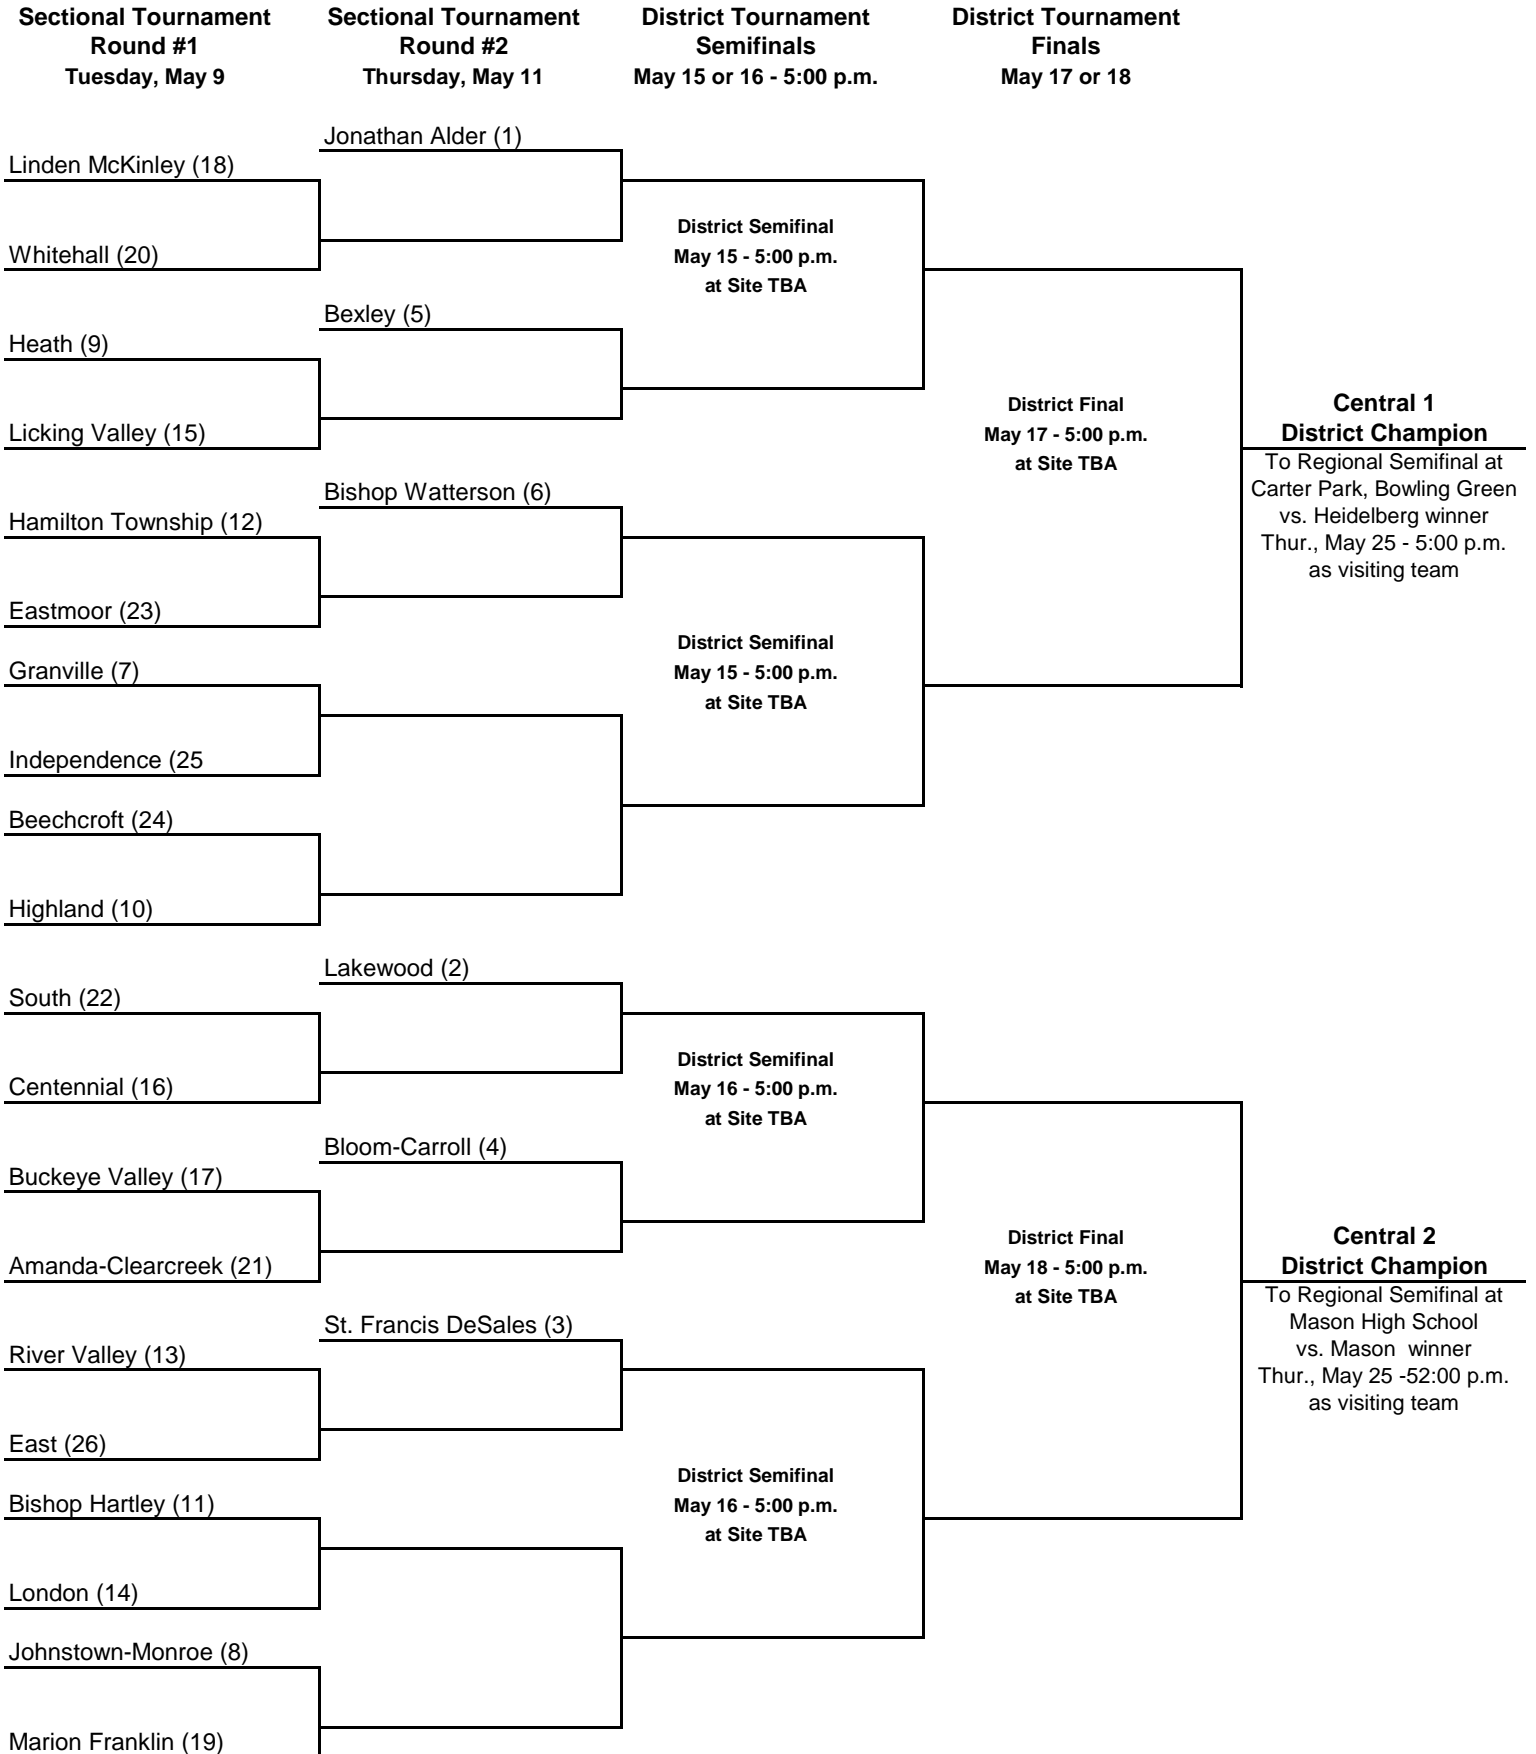 Sectional Tournament
Round #1
Tuesday, May 9
Sectional Tournament
Round #2
Thursday, May 11
District Tournament
Semifinals
May 15 or 16 - 5:00 p.m.
District Tournament
Finals
May 17 or 18
Linden McKinley (18)
Whitehall (20)
Heath (9)
Licking Valley (15)
Hamilton Township (12)
Eastmoor (23)
Granville (7)
Independence (25
Beechcroft (24)
Highland (10)
South (22)
Centennial (16)
Buckeye Valley (17)
Amanda-Clearcreek (21)
River Valley (13)
East (26)
Bishop Hartley (11)
London (14)
Johnstown-Monroe (8)
Marion Franklin (19)
Jonathan Alder (1)
Bexley (5)
Bishop Watterson (6)
Lakewood (2)
Bloom-Carroll (4)
St. Francis DeSales (3)
District Semifinal
May 15 - 5:00 p.m.
at Site TBA
District Semifinal
May 15 - 5:00 p.m.
at Site TBA
District Semifinal
May 16 - 5:00 p.m.
at Site TBA
District Semifinal
May 16 - 5:00 p.m.
at Site TBA
District Final
May 17 - 5:00 p.m.
at Site TBA
District Final
May 18 - 5:00 p.m.
at Site TBA
Central 1
District Champion
To Regional Semifinal at
Carter Park, Bowling Green
vs. Heidelberg winner
Thur., May 25 - 5:00 p.m.
as visiting team
Central 2
District Champion
To Regional Semifinal at
Mason High School
vs. Mason  winner
Thur., May 25 -52:00 p.m.
as visiting team